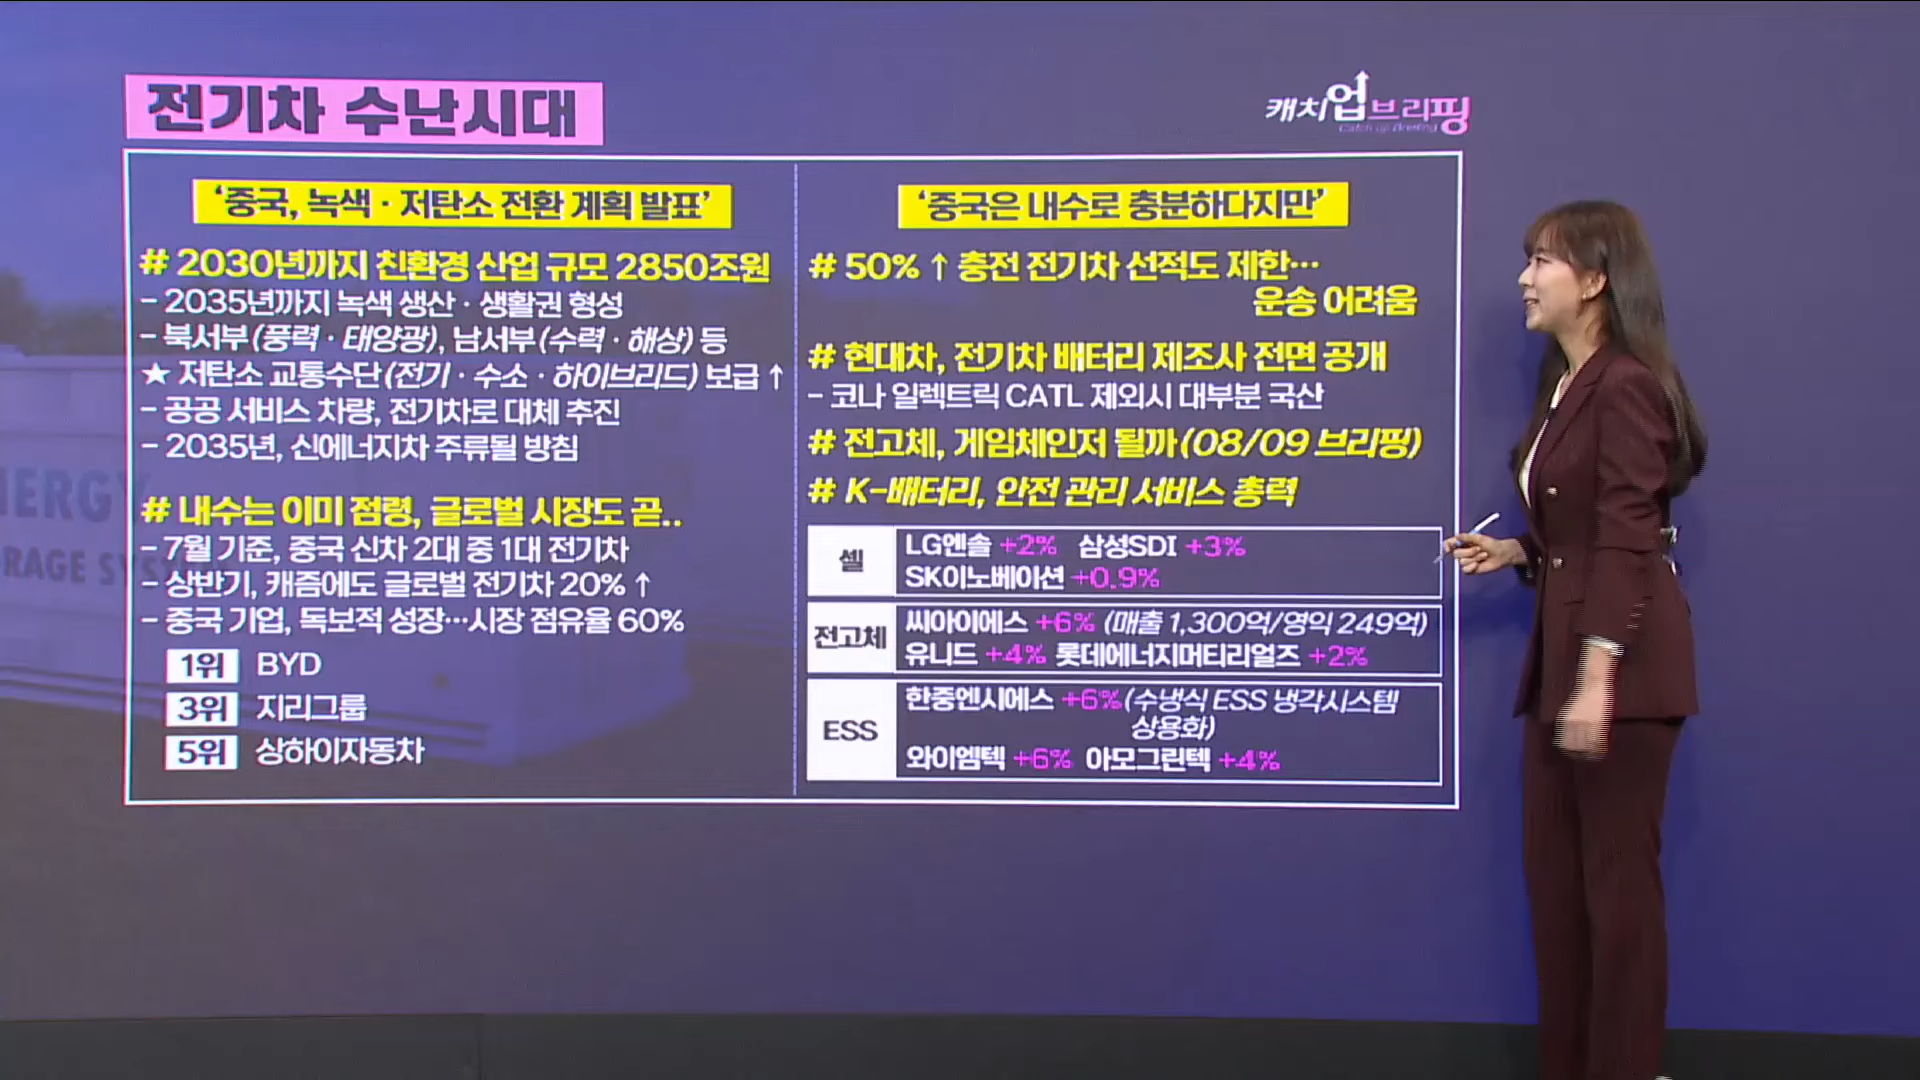 전기차 수난시대
캐치업브리핑
Catch up Briefing
‘중국, 녹색 · 저탄소 전환 계획 발표’
# 2030년까지 친환경 산업 규모 2850조원
- 2035년까지 녹색 생산 · 생활권 형성
- 북서부(풍력 · 태양광), 남서부(수력 · 해상) 등
★ 저탄소 교통수단(전기 · 수소 · 하이브리드) 보급 ↑
- 공공 서비스 차량, 전기차로 대체 추진
- 2035년, 신에너지차 주류될 방침
# 내수는 이미 점령, 글로벌 시장도 곧..
- 7월 기준, 중국 신차 2대 중 1대 전기차
- 상반기, 캐즘에도 글로벌 전기차 20% ↑
- 중국 기업, 독보적 성장…시장 점유율 60%
1위 BYD
3위 지리그룹
5위 상하이자동차
‘중국은 내수로 충분하다지만’
# 50% ↑ 충전 전기차 선적도 제한…
운송 어려움
# 현대차, 전기차 배터리 제조사 전면 공개
- 코나 일렉트릭 CATL 제외시 대부분 국산
# 전고체, 게임체인저 될까(08/09 브리핑)
# K-배터리, 안전 관리 서비스 총력
셀
LG엔솔 +2% 삼성SDI +3%
SK이노베이션 +0.9%
전고체
씨아이에스 +6% (매출 1,300억/영익 249억)
유니드 +4% 롯데에너지머티리얼즈 +2%
ESS
한중엔시에스 +6%(수냉식 ESS 냉각시스템
상용화)
와이엠텍 +6% 아모그린텍 +4%
NERGY
RAGE SYS